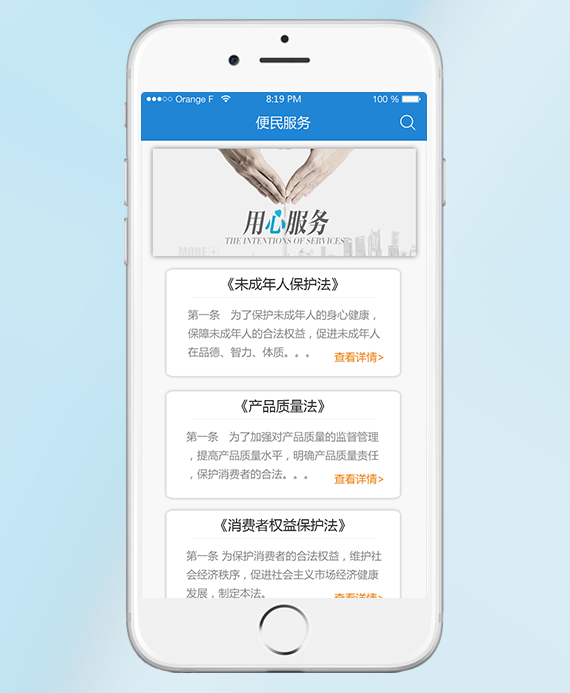 Orange F
8:19 PM
100 %
便民服务
用心服务
THE INTENTIONS OF SERVICES
MORE
《未成年人保护法》
第一条　为了保护未成年人的身心健康，
保障未成年人的合法权益，促进未成年人
在品德、智力、体质。。。
查看详情>
《产品质量法》
第一条　为了加强对产品质量的监督管理
，提高产品质量水平，明确产品质量责任
，保护消费者的合法。。。
查看详情>
《消费者权益保护法》
第一条 为保护消费者的合法权益，维护社
会经济秩序，促进社会主义市场经济健康
发展，制定本法。
查看详情>